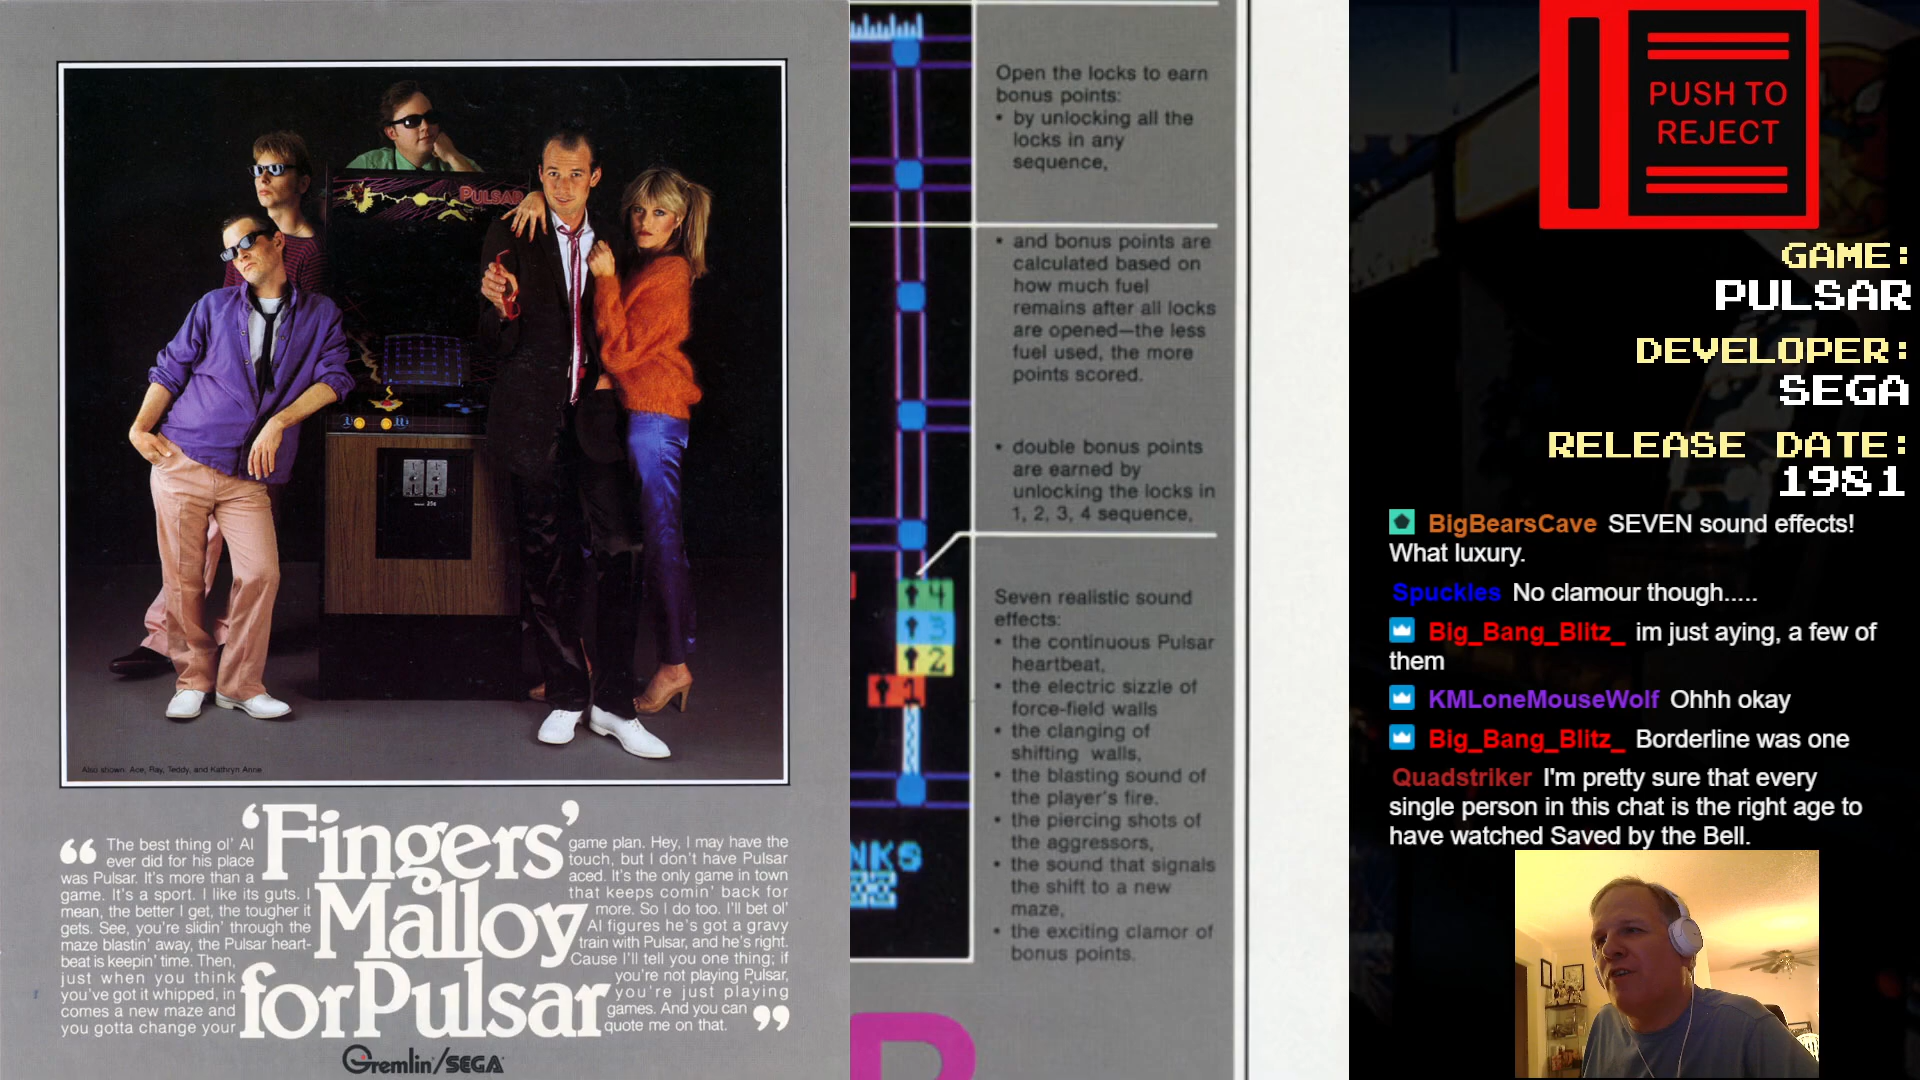 PULSAR
25¢
Also shown: Ace, Ray, Teddy, and Kathryn Anne
‘Fingers’
Malloy
for Pulsar
“ The best thing ol’ Al
ever did for his place
was Pulsar. It’s more than a
game. It’s a sport. I like its guts. I
mean, the better I get, the tougher it
gets. See, you’re slidin’ through the
maze blastin’ away, the Pulsar heart-
beat is keepin’ time. Then,
just when you think
you’ve got it whipped, in
comes a new maze and
you gotta change your
game plan. Hey, I may have the
touch, but I don’t have Pulsar
aced. It’s the only game in town
that keeps comin’ back for
more. So I do too. I’ll bet ol’
Al figures he’s got a gravy
train with Pulsar, and he’s right.
Cause I’ll tell you one thing; if
you’re not playing Pulsar,
you’re just playing
games. And you can
quote me on that. ”
Gremlin/SEGA
4
3
2
1
NKS
Open the locks to earn
bonus points:
• by unlocking all the
locks in any
sequence,
• and bonus points are
calculated based on
how much fuel
remains after all locks
are opened—the less
fuel used, the more
points scored.
• double bonus points
are earned by
unlocking the locks in
1, 2, 3, 4 sequence,
Seven realistic sound
effects:
• the continuous Pulsar
heartbeat,
• the electric sizzle of
force-field walls
• the clanging of
shifting walls,
• the blasting sound of
the player’s fire.
• the piercing shots of
the aggressors,
• the sound that signals
the shift to a new
maze,
• the exciting clamor of
bonus points.
PUSH TO
REJECT
GAME:
PULSAR
DEVELOPER:
SEGA
RELEASE DATE:
1981
BigBearsCave SEVEN sound effects!
What luxury.
Spuckles No clamour though.....
Big_Bang_Blitz_ im just aying, a few of
them
KMLoneMouseWolf Ohhh okay
Big_Bang_Blitz_ Borderline was one
Quadstriker I'm pretty sure that every
single person in this chat is the right age to
have watched Saved by the Bell.